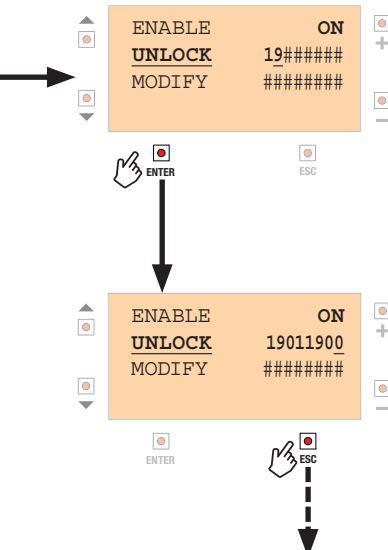 ENABLE ON
UNLOCK 19######
MODIFY ########
ENTER
ESC
ENABLE ON
UNLOCK 19011900
MODIFY ########
ENTER
ESC